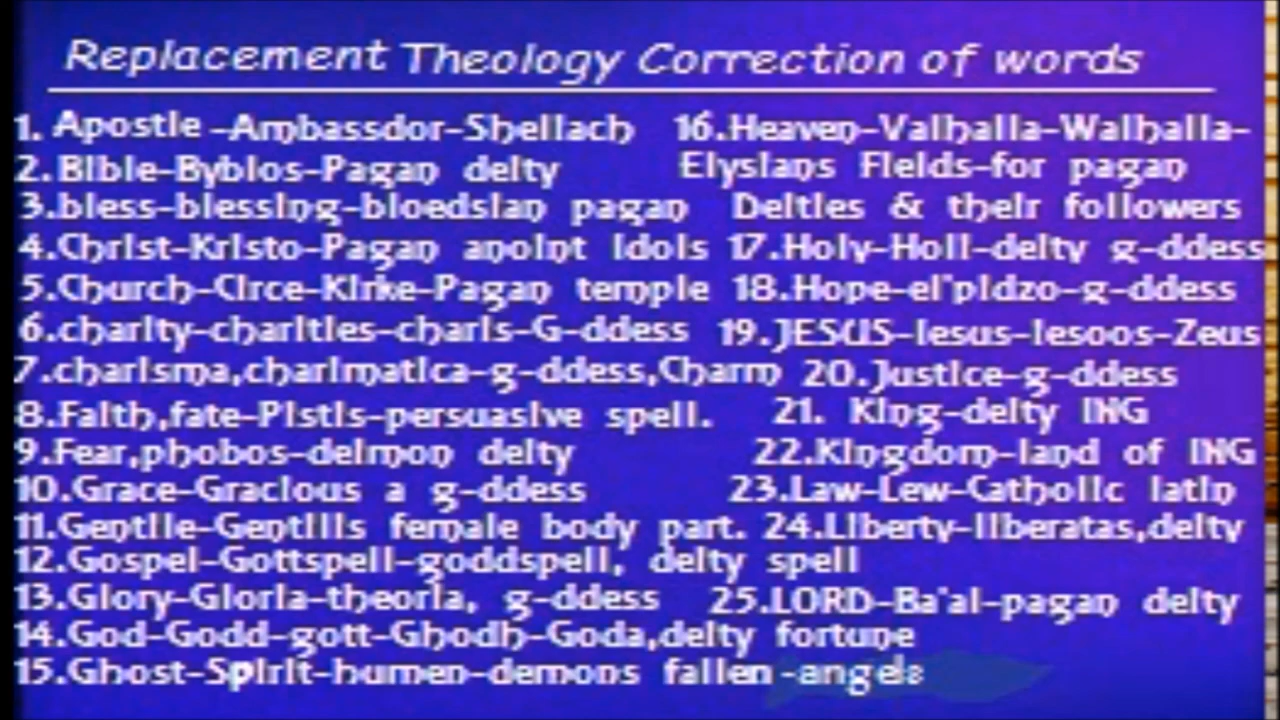 Replacement Theology Correction of words
1. Apostle-Ambassdor-Shellach
2. Bible-Byblos-Pagan deity
3.bless-blessing-bloedsian pagan
4.Christ-Kristo-Pagan anoint idols
5.Church-Circe-Kirke-Pagan temple
6.charity-charities-charis-G-ddess
7.charisma,charimatica-g-ddess,Charm
8.Faith,fate-Pistis-persuasive spell.
9.Fear,phobos-deimon deity
10.Grace-Gracious a g-ddess
11.Gentile-Gentills female body part.
12.Gospel-Gottspell-goddspell, deity spell
13.Glory-Gloria-theoria, g-ddess
14.God-Godd-gott-Ghodh-Goda,deity fortune
15.Ghost-Spirit-humen-demons fallen -angels
16.Heaven-Valhalla-Walhalla-
Elysians Fields-for pagan
Deities & their followers
17.Holy-Holi-deity g-ddess
18.Hope-el'pidzo-g-ddess
19.JESUS-Iesus-Iesoos-Zeus
20.Justice-g-ddess
21. King-deity ING
22.Kingdom-land of ING
23.Law-Lew-Catholic latin
24.Liberty-liberatas,deity
25.LORD-Ba'al-pagan deity